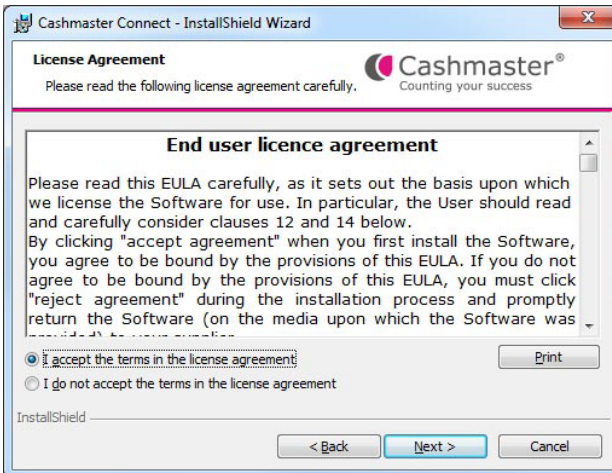 Cashmaster Connect - InstallShield Wizard
License Agreement
Please read the following license agreement carefully.
Cashmaster®
Counting your success
End user licence agreement
Please read this EULA carefully, as it sets out the basis upon which
we license the Software for use. In particular, the User should read
and carefully consider clauses 12 and 14 below.
By clicking "accept agreement" when you first install the Software,
you agree to be bound by the provisions of this EULA. If you do not
agree to be bound by the provisions of this EULA, you must click
"reject agreement" during the installation process and promptly
return the Software (on the media upon which the Software was
provided) to your supplier
I accept the terms in the license agreement
Print
I do not accept the terms in the license agreement
InstallShield
< Back
Next >
Cancel